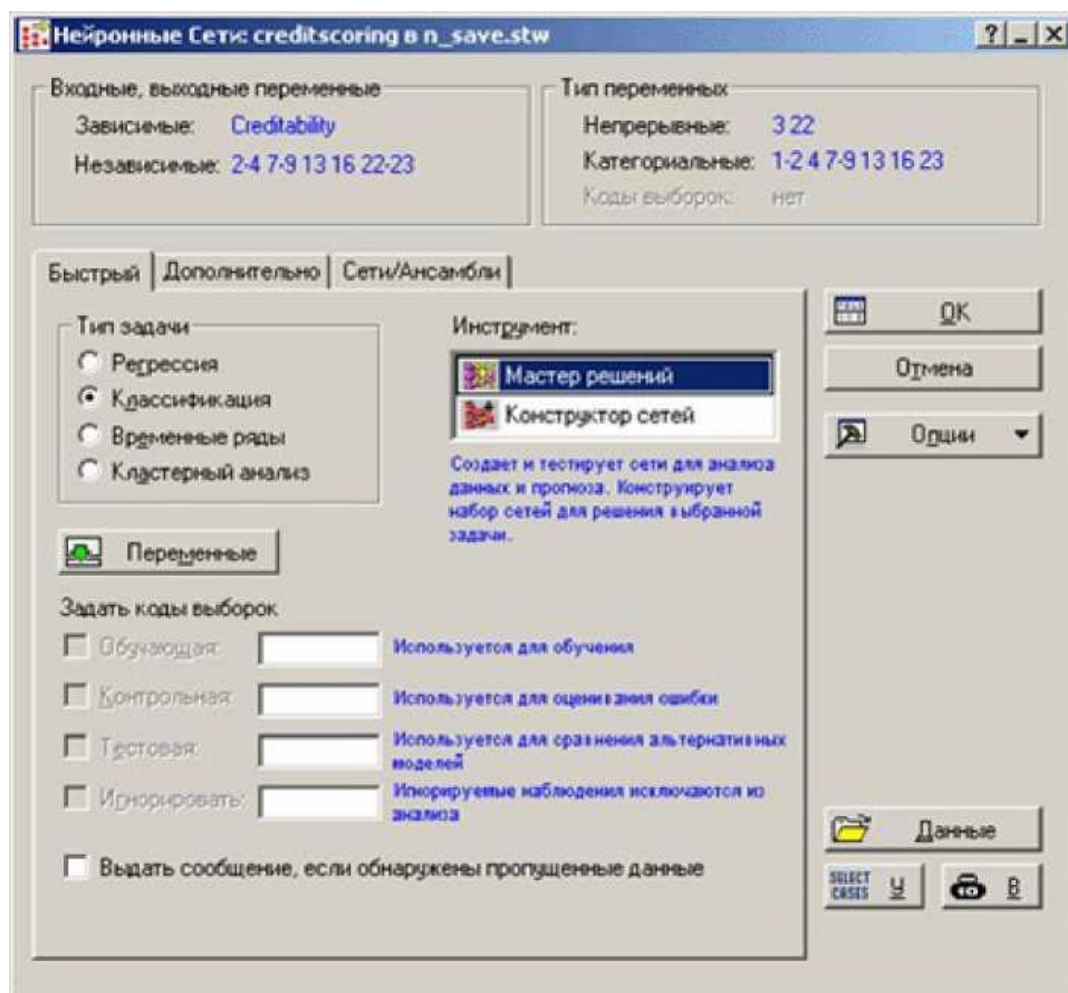 Нейронные Сети: creditscoring в n_save.stw
Входные, выходные переменные
Зависимые: Creditability
Независимые: 2-4 7-9 13 16 22-23
Тип переменных
Непрерывные: 3 22
Категориальные: 1-2 4 7-9 13 16 23
Коды выборок: нет
Быстрый Дополнительно Сети/Ансамбли
Тип задачи
Регрессия
Классификация
Временные ряды
Кластерный анализ
Инструмент:
Мастер решений
Конструктор сетей
Создает и тестирует сети для анализа
данных и прогноза. Конструирует
набор сетей для решения выбранной
задачи.
Переменные
Задать коды выборок
Обучающая: Используется для обучения
Контрольная: Используется для оценивания ошибки
Тестовая: Используется для сравнения альтернативных
моделей
Игнорировать: Игнорируемые наблюдения исключаются из
анализа
Выдать сообщение, если обнаружены пропущенные данные
OK
Отмена
Опции
Данные
SELECT
CASES
У
В